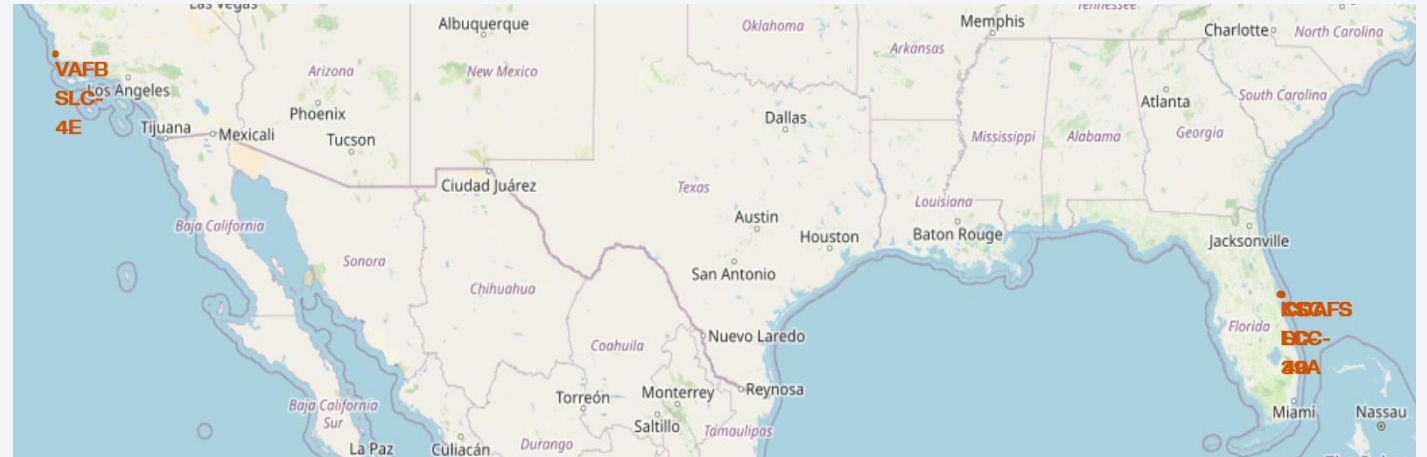 Las Vegas
Albuquerque
Oklahoma
Memphis
Tennessee
Charlotte
North Carolina
VAFB
SLC-
4E
Los Angeles
Arizona
New Mexico
Arkansas
Phoenix
Dallas
Atlanta
South Carolina
Tijuana
Mexicali
Tucson
Mississippi
Alabama
Georgia
Ciudad Juárez
Texas
Louisiana
Baja California
Austin
Houston
Baton Rouge
Jacksonville
Sonora
Chihuahua
San Antonio
Florida
Coahuila
Nuevo Laredo
Torreón
Monterrey
Reynosa
Baja California
Sur
Saltillo
Tamaulipas
Miami
Nassau
La Paz
Culiacán
Durango